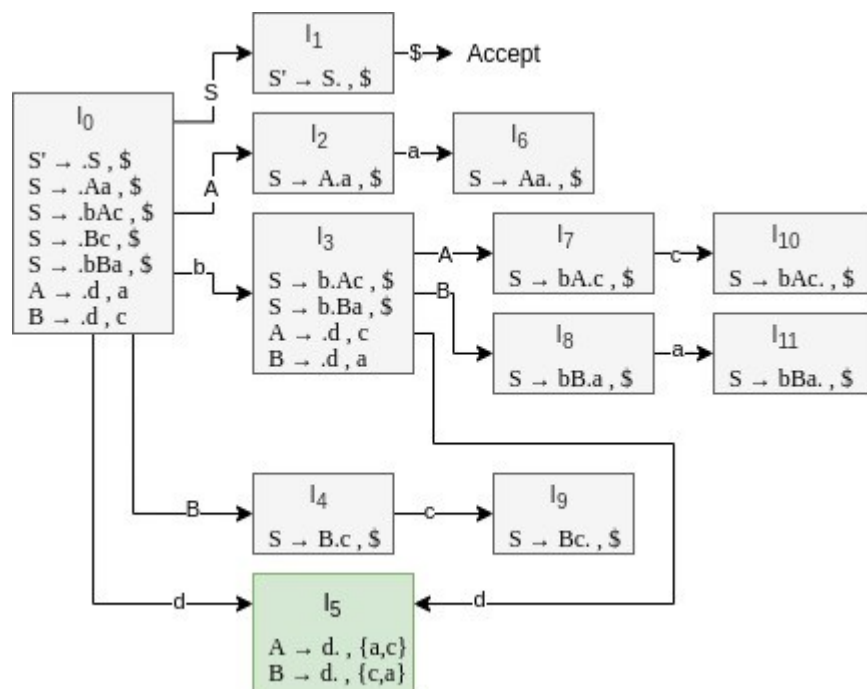 I₀
S' → .S , $
S → .Aa , $
S → .bAc , $
S → .Bc , $
S → .bBa , $
A → .d , a
B → .d , c
S
I₁
S' → S. , $
$
Accept
A
I₂
S → A.a , $
a
I₆
S → Aa. , $
b
I₃
S → b.Ac , $
S → b.Ba , $
A → .d , c
B → .d , a
A
I₇
S → bA.c , $
c
I₁₀
S → bAc. , $
B
I₈
S → bB.a , $
a
I₁₁
S → bBa. , $
B
I₄
S → B.c , $
c
I₉
S → Bc. , $
d
I₅
A → d. , {a,c}
B → d. , {c,a}
d